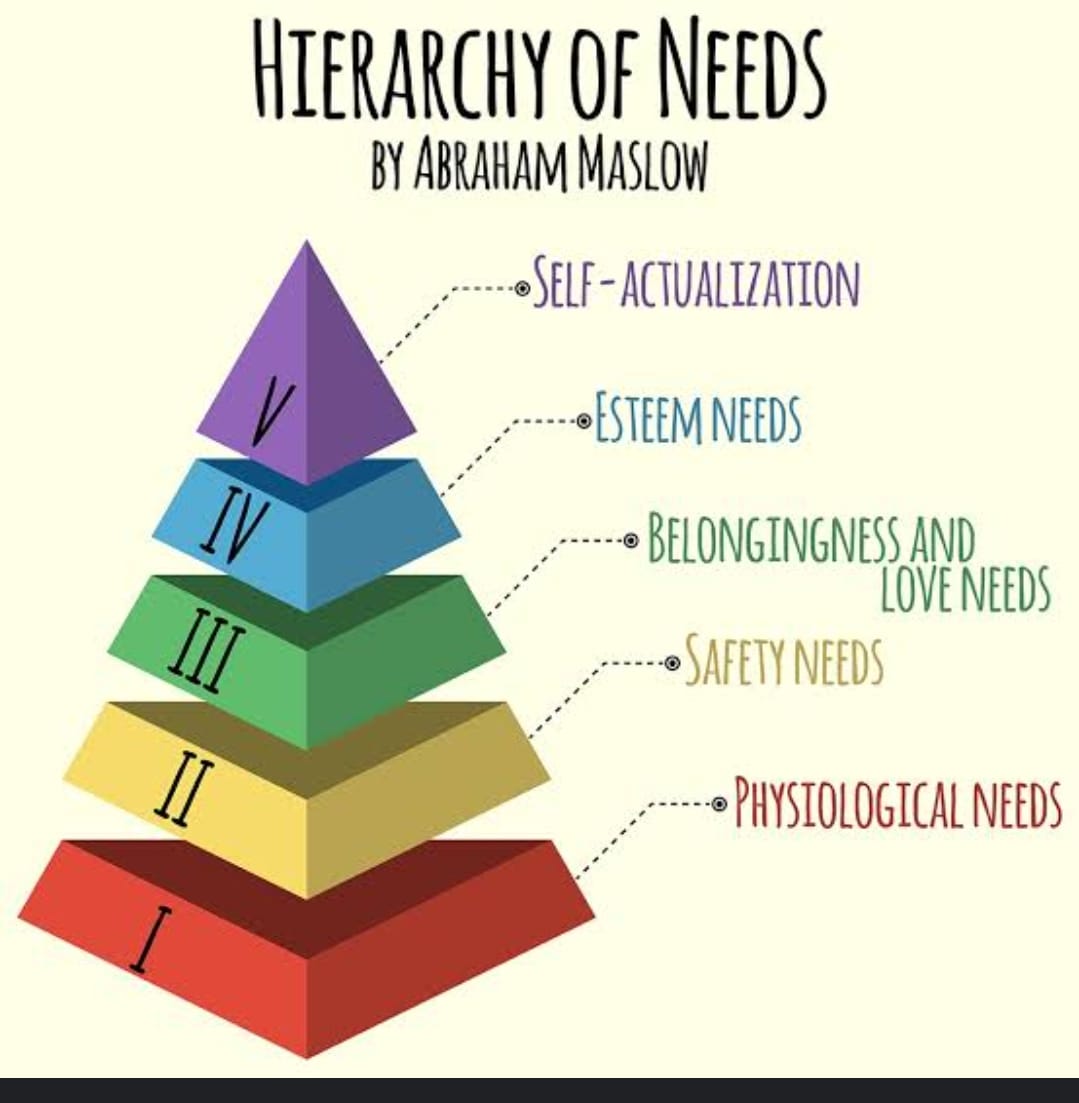 HIERARCHY OF NEEDS
BY ABRAHAM MASLOW
SELF-ACTUALIZATION
V
ESTEEM NEEDS
IV
BELONGINGNESS AND
LOVE NEEDS
III
SAFETY NEEDS
II
PHYSIOLOGICAL NEEDS
I